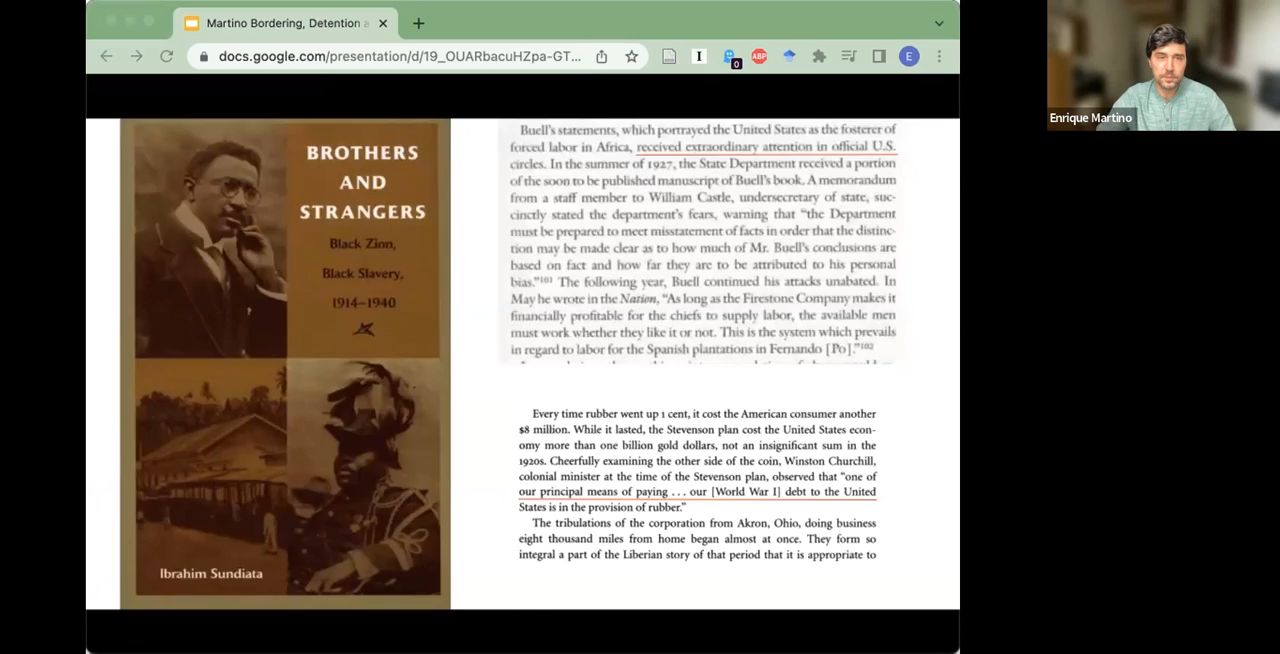 Martino Bordering, Detention a
docs.google.com/presentation/d/19_OUARbacuHZpa-GT...
I
0
ABP
E
Enrique Martino
BROTHERS
AND
STRANGERS
Black Zion,
Black Slavery,
1914–1940
Ibrahim Sundiata
Buell's statements, which portrayed the United States as the fosterer of
forced labor in Africa, received extraordinary attention in official U.S.
circles. In the summer of 1927, the State Department received a portion
of the soon to be published manuscript of Buell's book. A memorandum
from a staff member to William Castle, undersecretary of state, suc-
cinctly stated the department's fears, warning that "the Department
must be prepared to meet misstatement of facts in order that the distinc-
tion may be made clear as to how much of Mr. Buell's conclusions are
based on fact and how far they are to be attributed to his personal
bias."101 The following year, Buell continued his attacks unabated. In
May he wrote in the Nation, "As long as the Firestone Company makes it
financially profitable for the chiefs to supply labor, the available men
must work whether they like it or not. This is the system which prevails
in regard to labor for the Spanish plantations in Fernando [Po]."102
Every time rubber went up 1 cent, it cost the American consumer another
$8 million. While it lasted, the Stevenson plan cost the United States econ-
omy more than one billion gold dollars, not an insignificant sum in the
1920s. Cheerfully examining the other side of the coin, Winston Churchill,
colonial minister at the time of the Stevenson plan, observed that "one of
our principal means of paying . . . our [World War I] debt to the United
States is in the provision of rubber."
The tribulations of the corporation from Akron, Ohio, doing business
eight thousand miles from home began almost at once. They form so
integral a part of the Liberian story of that period that it is appropriate to